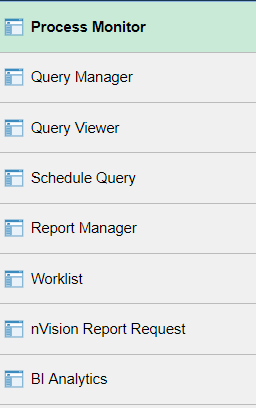 Process Monitor
Query Manager
Query Viewer
Schedule Query
Report Manager
Worklist
nVision Report Request
BI Analytics